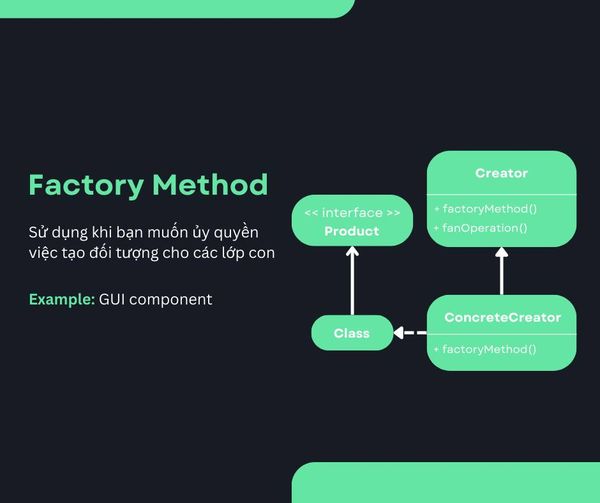 Factory Method
Sử dụng khi bạn muốn ủy quyền
việc tạo đối tượng cho các lớp con
Example: GUI component
<< interface >>
Product
Class
Creator
+ factoryMethod()
+ fanOperation()
ConcreteCreator
+ factoryMethod()